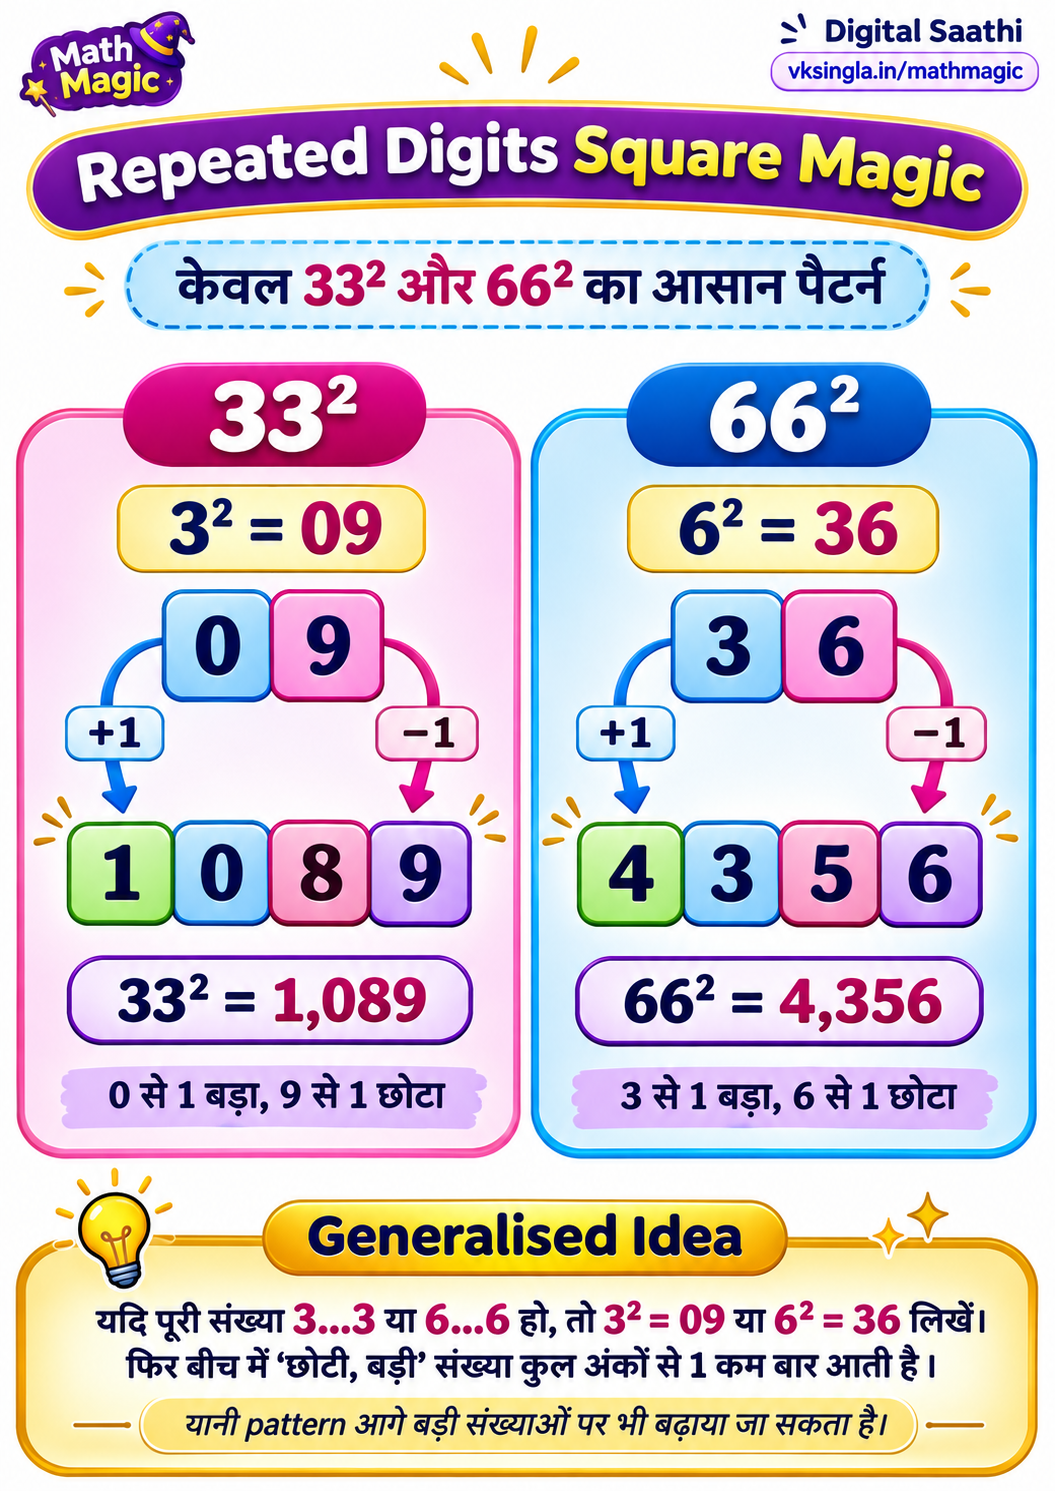 Math
Magic
Digital Saathi
vksingla.in/mathmagic
Repeated Digits Square Magic
केवल 33² और 66² का आसान पैटर्न
33²
3² = 09
0 9
+1 −1
1 0 8 9
33² = 1,089
0 से 1 बड़ा, 9 से 1 छोटा
66²
6² = 36
3 6
+1 −1
4 3 5 6
66² = 4,356
3 से 1 बड़ा, 6 से 1 छोटा
Generalised Idea
यदि पूरी संख्या 3...3 या 6...6 हो, तो 3² = 09 या 6² = 36 लिखें।
फिर बीच में ‘छोटी, बड़ी’ संख्या कुल अंकों से 1 कम बार आती है।
यानी pattern आगे बड़ी संख्याओं पर भी बढ़ाया जा सकता है।